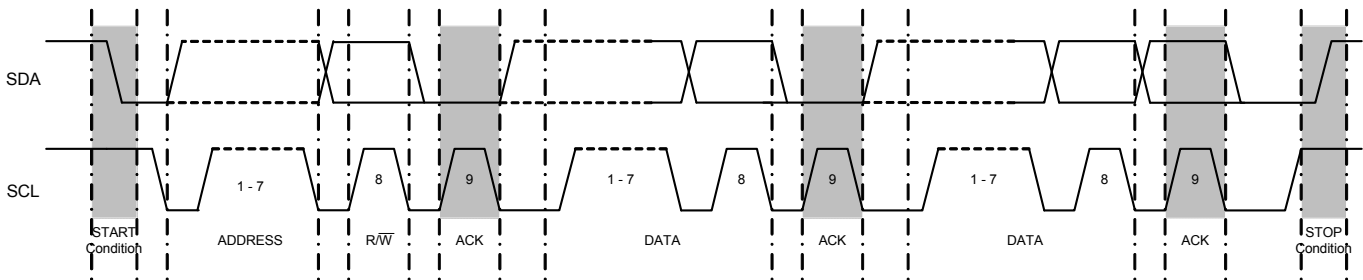 SDA
SCL
1 - 7
8
9
1 - 7
8
9
1 - 7
8
9
START
Condition
ADDRESS
R/W̅
ACK
DATA
ACK
DATA
ACK
STOP
Condition